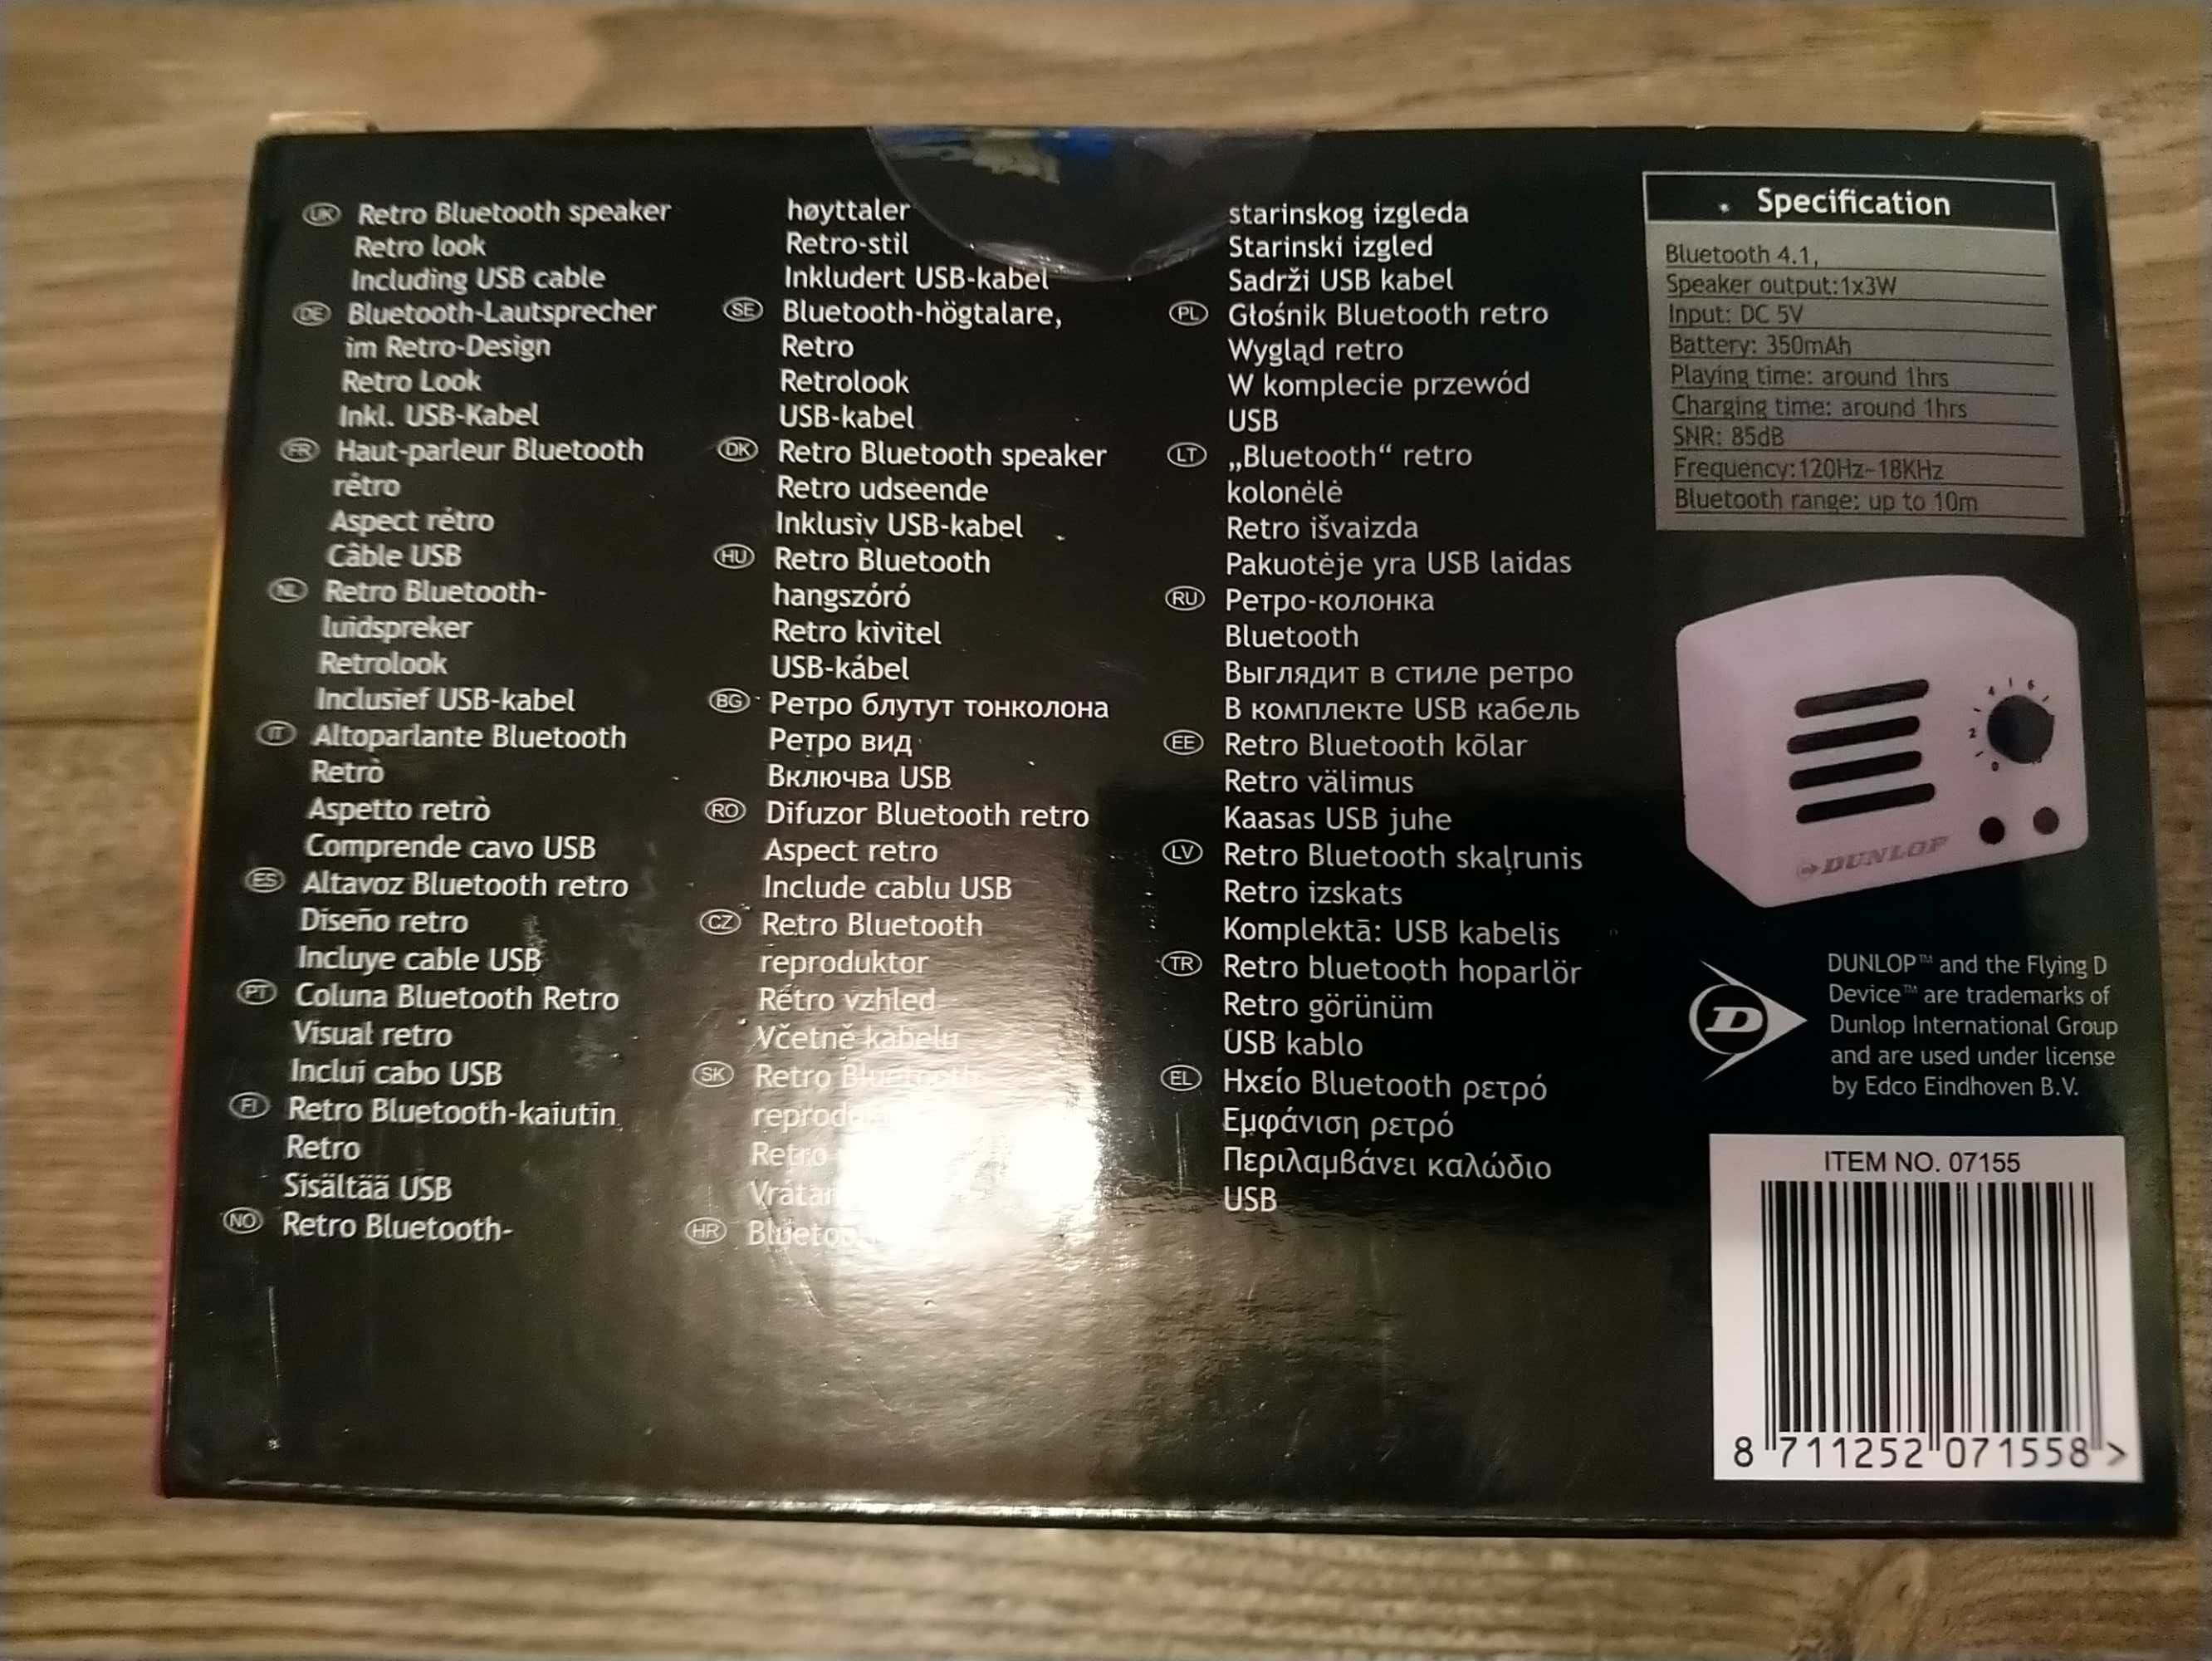 UK Retro Bluetooth speaker
Retro look
Including USB cable
DE Bluetooth-Lautsprecher
im Retro-Design
Retro Look
Inkl. USB-Kabel
FR Haut-parleur Bluetooth
rétro
Aspect rétro
Câble USB
NL Retro Bluetooth-
luidspreker
Retrolook
Inclusief USB-kabel
IT Altoparlante Bluetooth
Retrò
Aspetto retrò
Comprende cavo USB
ES Altavoz Bluetooth retro
Diseño retro
Incluye cable USB
PT Coluna Bluetooth Retro
Visual retro
Inclui cabo USB
FI Retro Bluetooth-kaiutin
Retro
Sisältää USB
NO Retro Bluetooth-
høyttaler
Retro-stil
Inkludert USB-kabel
SE Bluetooth-högtalare,
Retro
Retrolook
USB-kabel
DK Retro Bluetooth speaker
Retro udseende
Inklusiv USB-kabel
HU Retro Bluetooth
hangszóró
Retro kivitel
USB-kábel
BG Ретро блутут тонколона
Ретро вид
Включва USB
RO Difuzor Bluetooth retro
Aspect retro
Include cablu USB
CZ Retro Bluetooth
reproduktor
Rétro vzhled
Včetně kabelu
SK Retro Bluetooth
Retro
HR
starinskog izgleda
Starinski izgled
Sadrži USB kabel
PL Głośnik Bluetooth retro
Wygląd retro
W komplecie przewód
USB
LT „Bluetooth“ retro
kolonėlė
Retro išvaizda
Pakuotėje yra USB laidas
RU Ретро-колонка
Bluetooth
Выглядит в стиле ретро
В комплекте USB кабель
EE Retro Bluetooth kõlar
Retro välimus
Kaasas USB juhe
LV Retro Bluetooth skaļrunis
Retro izskats
Komplektā: USB kabelis
TR Retro bluetooth hoparlör
Retro görünüm
USB kablo
EL Ηχείο Bluetooth ρετρό
Εμφάνιση ρετρό
Περιλαμβάνει καλώδιο
USB
Specification
Bluetooth 4.1,
Speaker output:1x3W
Input: DC 5V
Battery: 350mAh
Playing time: around 1hrs
Charging time: around 1hrs
SNR: 85dB
Frequency:120Hz-18KHz
Bluetooth range: up to 10m
DUNLOP
D
DUNLOP™ and the Flying D
Device™ are trademarks of
Dunlop International Group
and are used under license
by Edco Eindhoven B.V.
ITEM NO. 07155
8 711252 071558 >